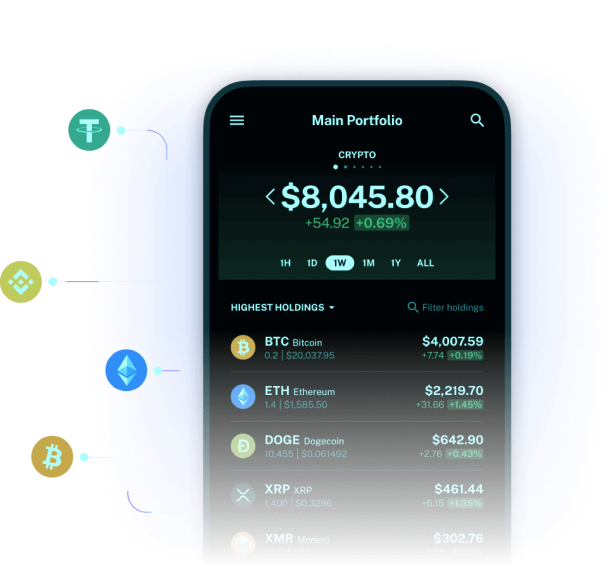 Main Portfolio
CRYPTO
$8,045.80
+54.92 +0.69%
1H 1D 1W 1M 1Y ALL
HIGHEST HOLDINGS Filter holdings
BTC Bitcoin $4,007.59
0.2 | $20,037.95 +7.74 +0.19%
ETH Ethereum $2,219.70
1.4 | $1,585.50 +31.66 +1.45%
DOGE Dogecoin $642.90
10,455 | $0.061492 +2.76 +0.43%
XRP XRP $461.44
1,400 | $0.3296 +6.15 +1.35%
XMR Monero $302.76